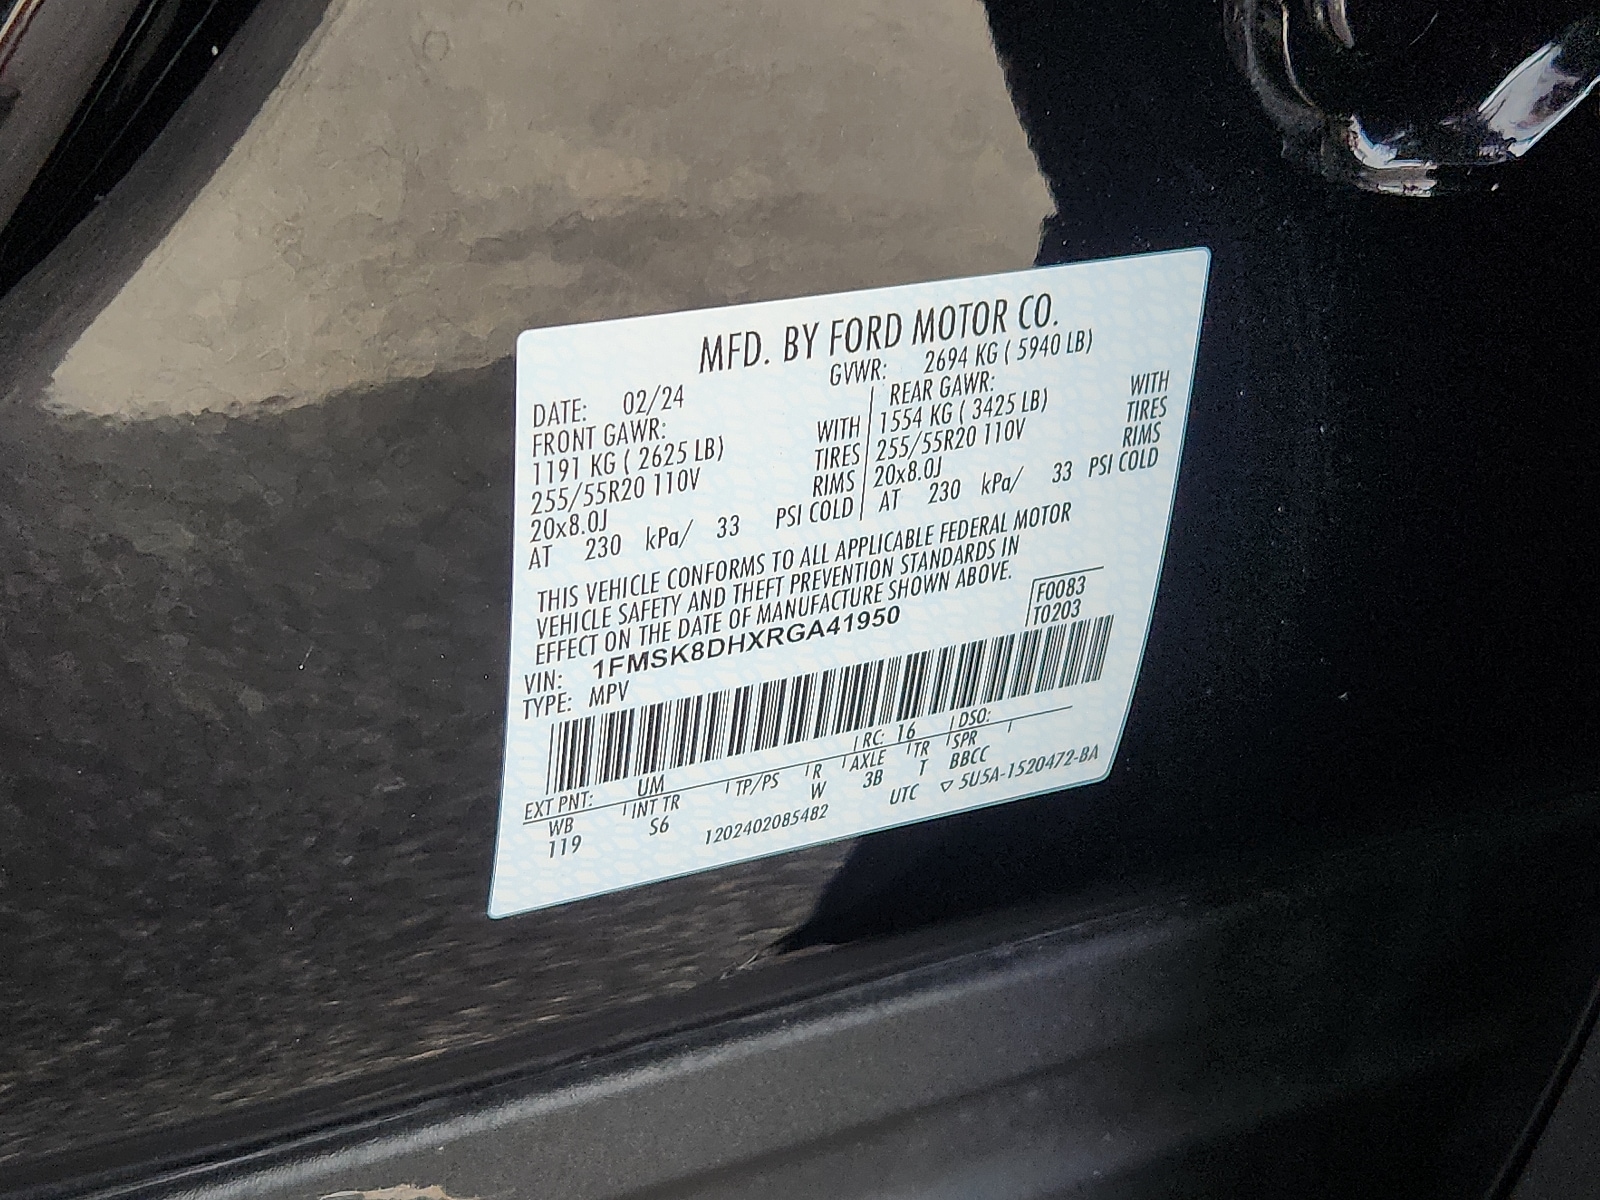 MFD. BY FORD MOTOR CO.
DATE: 02/24 GVWR: 2694 KG ( 5940 LB)
FRONT GAWR: REAR GAWR:
1191 KG ( 2625 LB) WITH 1554 KG ( 3425 LB) WITH
255/55R20 110V TIRES 255/55R20 110V TIRES
20x8.0J RIMS 20x8.0J RIMS
AT 230 kPa/ 33 PSI COLD AT 230 kPa/ 33 PSI COLD
THIS VEHICLE CONFORMS TO ALL APPLICABLE FEDERAL MOTOR
VEHICLE SAFETY AND THEFT PREVENTION STANDARDS IN
EFFECT ON THE DATE OF MANUFACTURE SHOWN ABOVE.
F0083
T0203
VIN: 1FMSK8DHXRGA41950
TYPE: MPV
EXT PNT: UM RC: 16 DSO:
WB INT TR TP/PS R AXLE TR SPR
119 S6 W 3B T BBCC
1202402085482 UTC ▽ 5U5A-1520472-BA